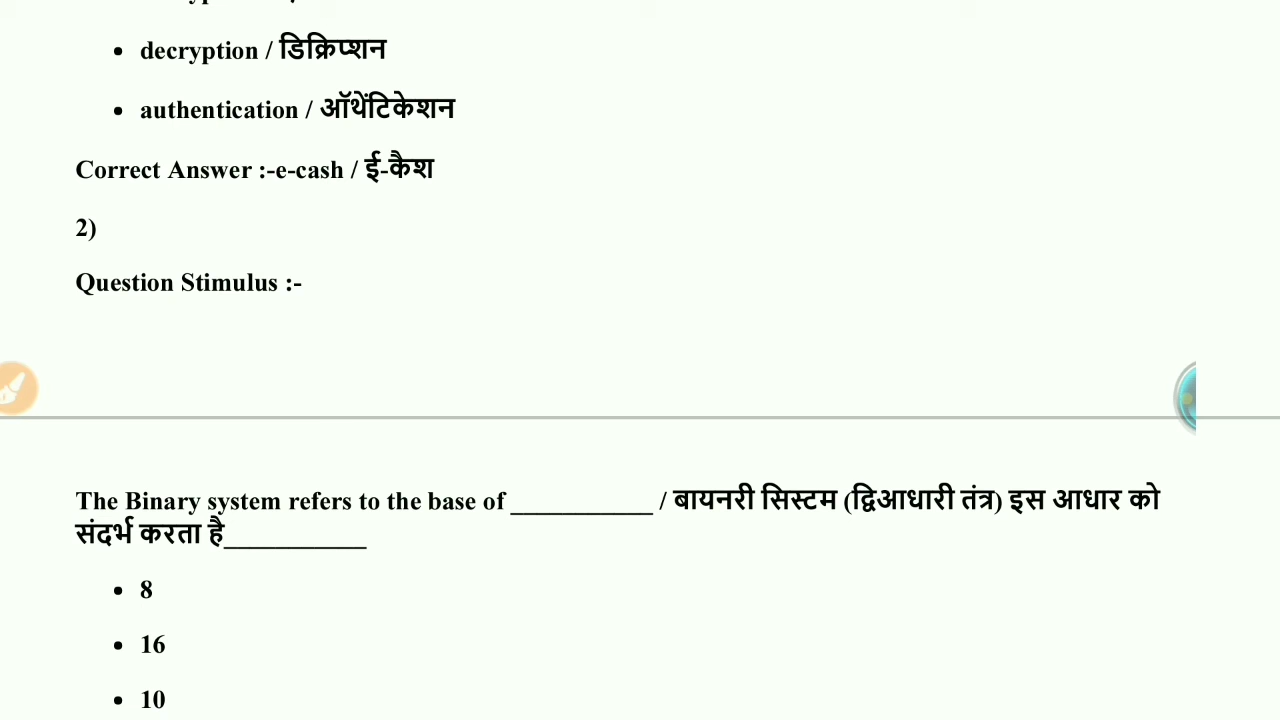 decryption / डिक्रिप्शन
authentication / ऑथेंटिकेशन
Correct Answer :-e-cash / ई-कैश
2)
Question Stimulus :-
The Binary system refers to the base of ___________ / बायनरी सिस्टम (द्विआधारी तंत्र) इस आधार को
संदर्भ करता है___________
8
16
10